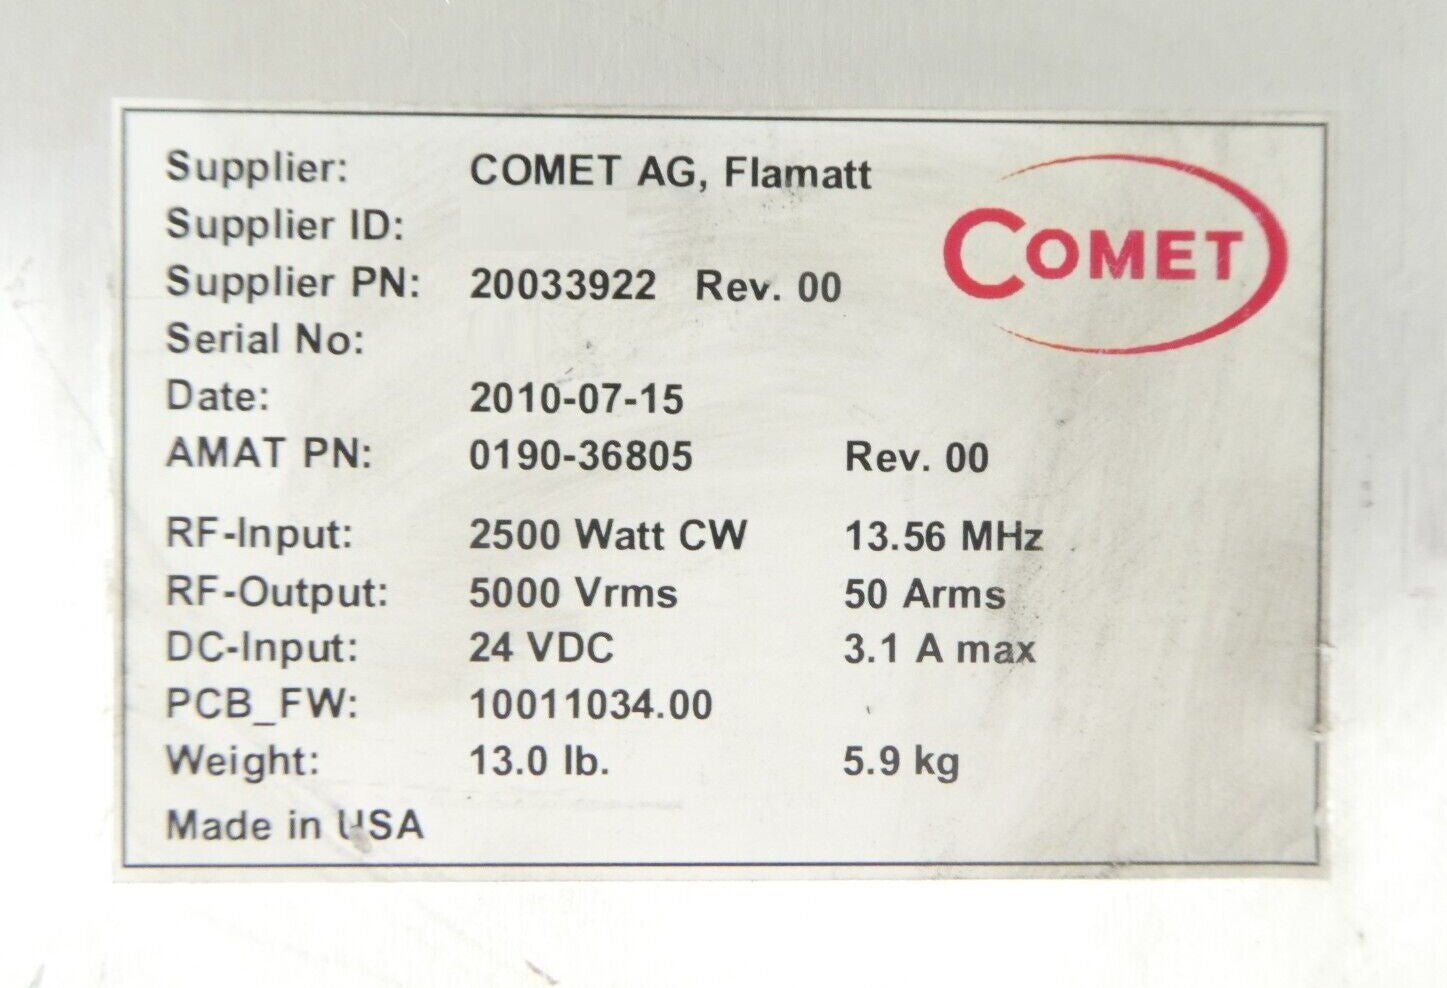 Supplier: COMET AG, Flamatt
COMET
Supplier ID:
Supplier PN: 20033922 Rev. 00
Serial No:
Date: 2010-07-15
AMAT PN: 0190-36805 Rev. 00
RF-Input: 2500 Watt CW 13.56 MHz
RF-Output: 5000 Vrms 50 Arms
DC-Input: 24 VDC 3.1 A max
PCB_FW: 10011034.00
Weight: 13.0 lb. 5.9 kg
Made in USA